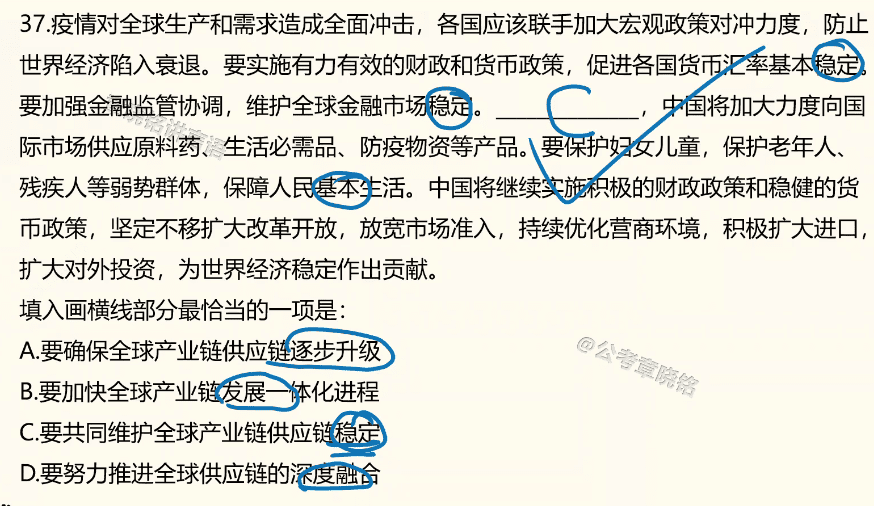 37.疫情对全球生产和需求造成全面冲击，各国应该联手加大宏观政策对冲力度，防止
世界经济陷入衰退。要实施有力有效的财政和货币政策，促进各国货币汇率基本稳定。
要加强金融监管协调，维护全球金融市场稳定。____C____，中国将加大力度向国
际市场供应原料药、生活必需品、防疫物资等产品。要保护妇女儿童，保护老年人、
残疾人等弱势群体，保障人民基本生活。中国将继续实施积极的财政政策和稳健的货
币政策，坚定不移扩大改革开放，放宽市场准入，持续优化营商环境，积极扩大进口，
扩大对外投资，为世界经济稳定作出贡献。
填入画横线部分最恰当的一项是：
A.要确保全球产业链供应链逐步升级
B.要加快全球产业链发展一体化进程
C.要共同维护全球产业链供应链稳定
D.要努力推进全球供应链的深度融合
@公考章晓铭